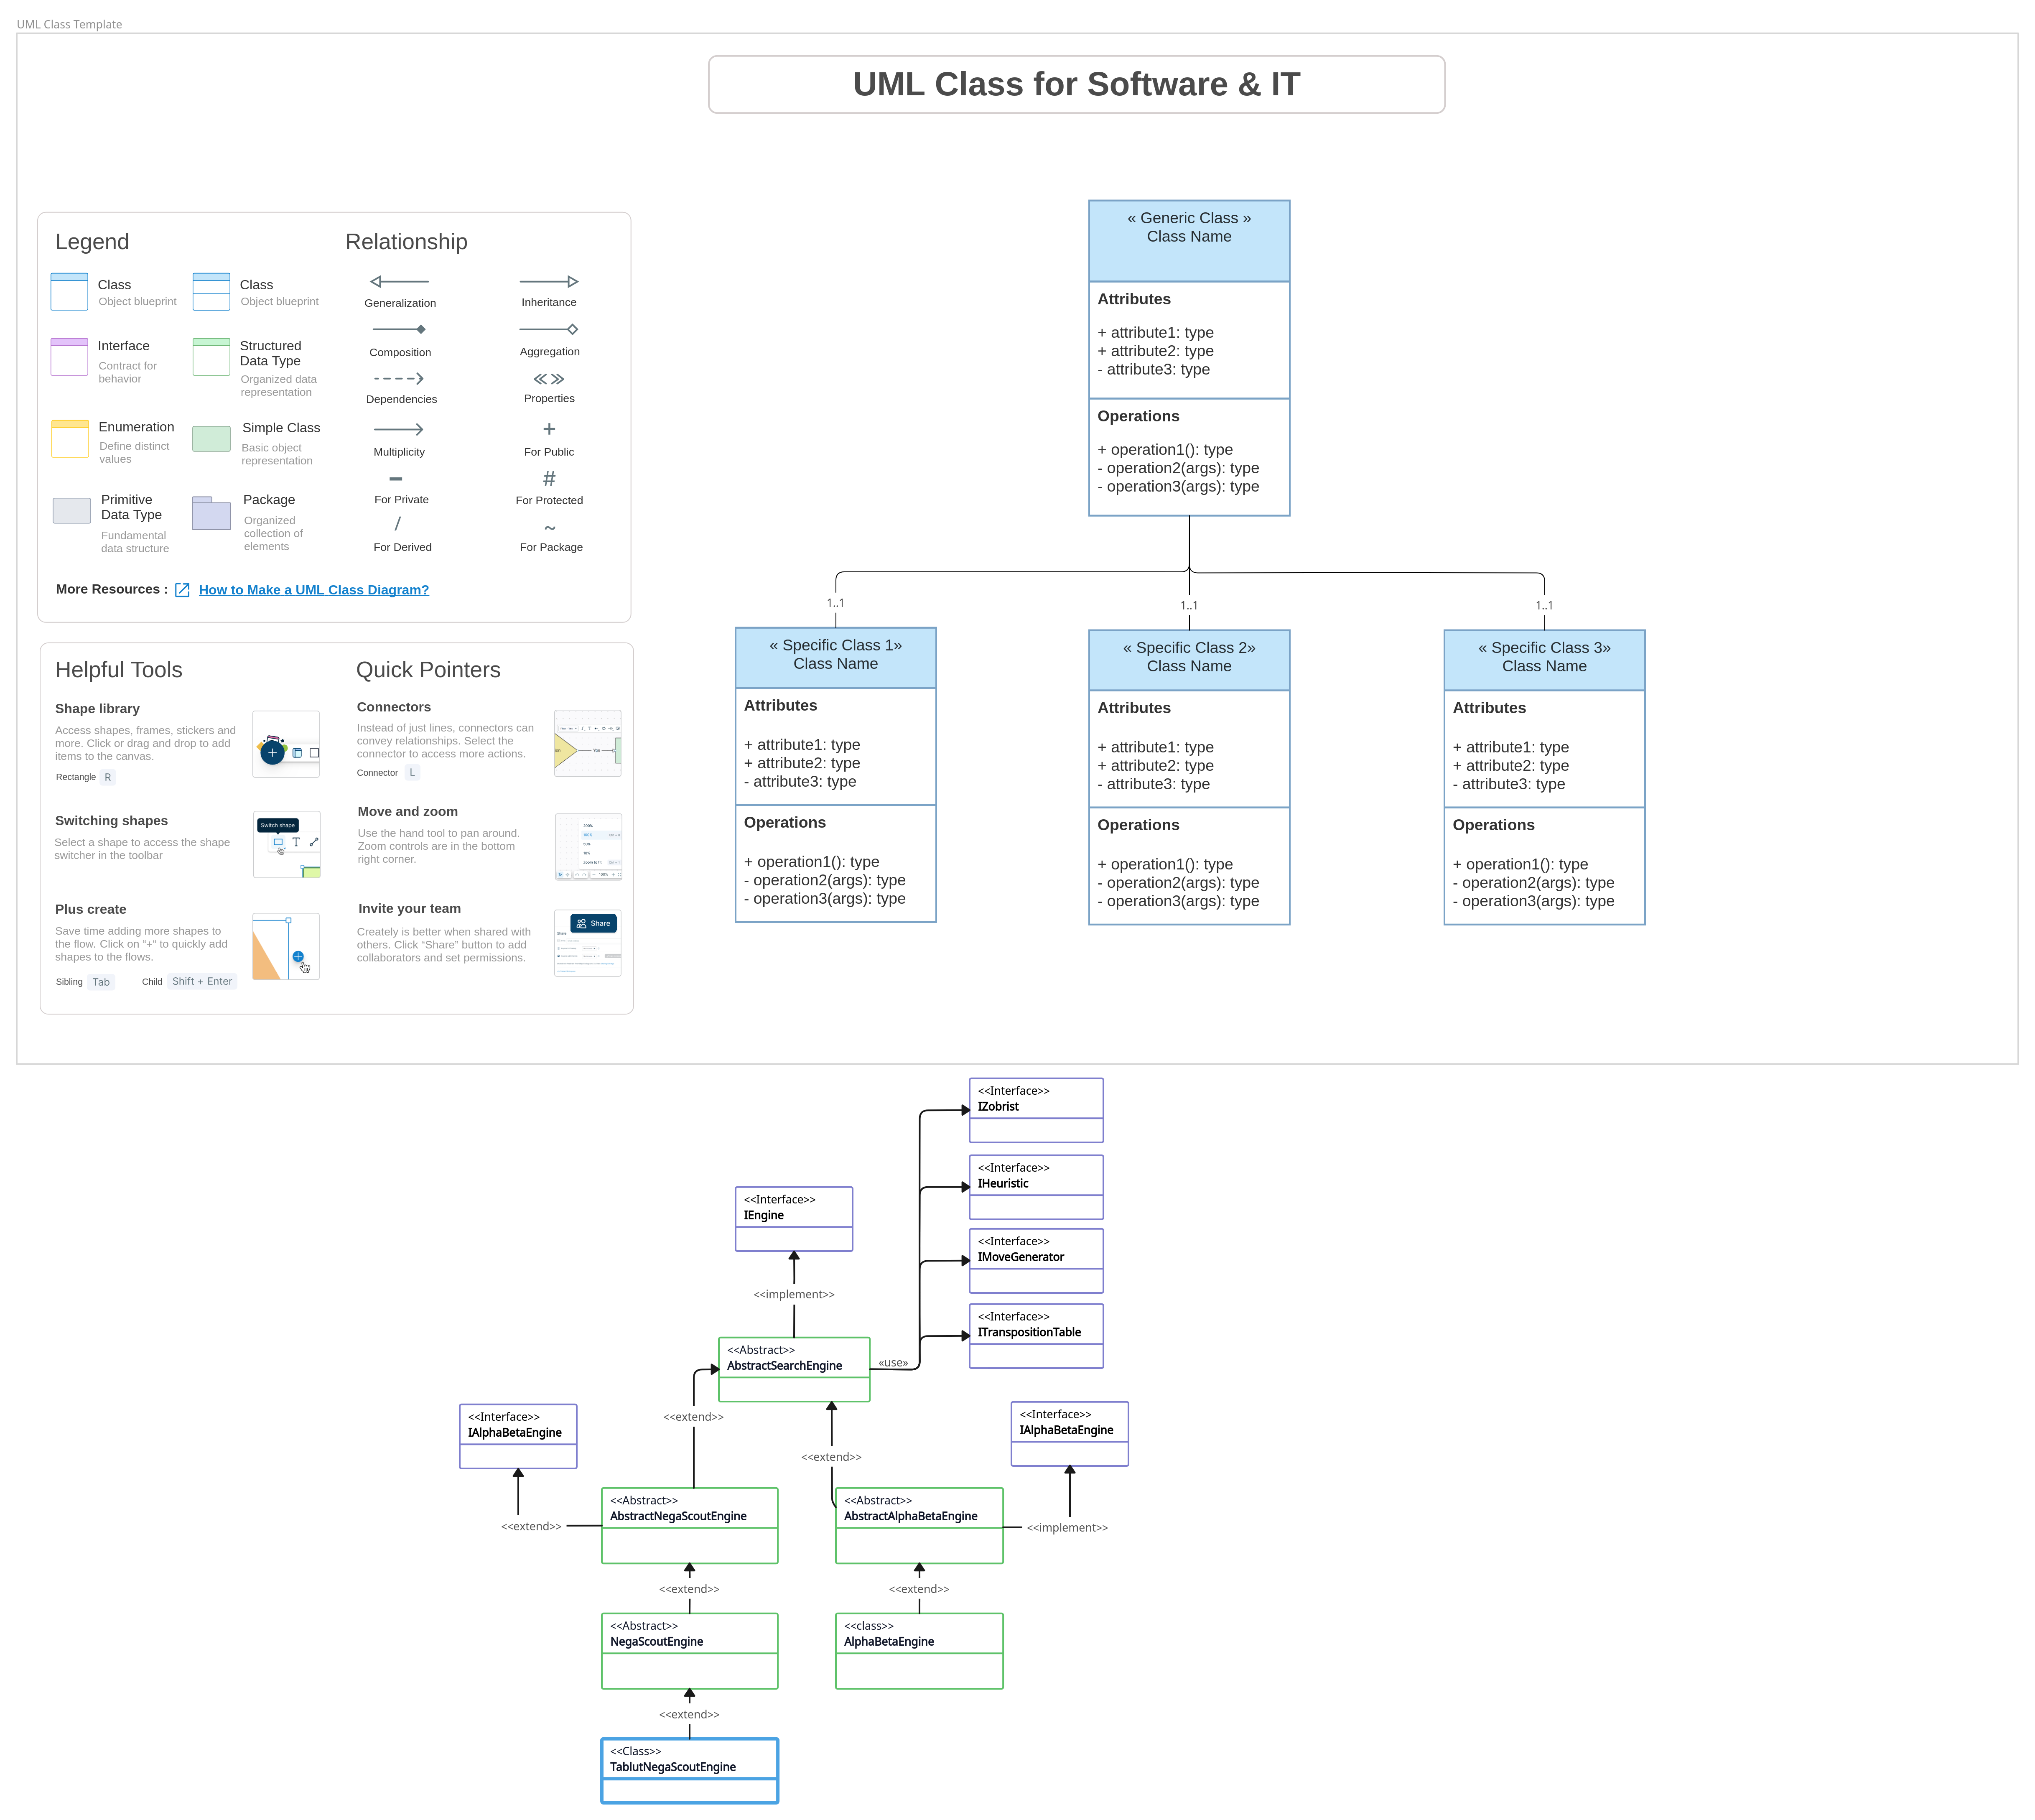 UML Class Template
UML Class for Software & IT
Legend
Class
Object blueprint
Class
Object blueprint
Interface
Contract for
behavior
Structured
Data Type
Organized data
representation
Enumeration
Define distinct
values
Simple Class
Basic object
representation
Primitive
Data Type
Fundamental
data structure
Package
Organized
collection of
elements
Relationship
Generalization
Inheritance
Composition
Aggregation
Dependencies
Properties
Multiplicity
+
For Public
-
For Private
#
For Protected
/
For Derived
~
For Package
More Resources :
How to Make a UML Class Diagram?
Helpful Tools
Shape library
Access shapes, frames, stickers and
more. Click or drag and drop to add
items to the canvas.
Rectangle R
Switching shapes
Select a shape to access the shape
switcher in the toolbar
Switch shape
Plus create
Save time adding more shapes to
the flow. Click on "+" to quickly add
shapes to the flows.
Sibling Tab Child Shift + Enter
Quick Pointers
Connectors
Instead of just lines, connectors can
convey relationships. Select the
connector to access more actions.
Connector L
Yes
Move and zoom
Use the hand tool to pan around.
Zoom controls are in the bottom
right corner.
Invite your team
Creately is better when shared with
others. Click “Share” button to add
collaborators and set permissions.
Share
« Generic Class »
Class Name
Attributes
+ attribute1: type
+ attribute2: type
- attribute3: type
Operations
+ operation1(): type
- operation2(args): type
- operation3(args): type
1..1
1..1
1..1
« Specific Class 1»
Class Name
Attributes
+ attribute1: type
+ attribute2: type
- attribute3: type
Operations
+ operation1(): type
- operation2(args): type
- operation3(args): type
« Specific Class 2»
Class Name
Attributes
+ attribute1: type
+ attribute2: type
- attribute3: type
Operations
+ operation1(): type
- operation2(args): type
- operation3(args): type
« Specific Class 3»
Class Name
Attributes
+ attribute1: type
+ attribute2: type
- attribute3: type
Operations
+ operation1(): type
- operation2(args): type
- operation3(args): type
<<Interface>>
IZobrist
<<Interface>>
IHeuristic
<<Interface>>
IEngine
<<Interface>>
IMoveGenerator
<<implement>>
<<Interface>>
ITranspositionTable
<<Abstract>>
AbstractSearchEngine
«use»
<<extend>>
<<Interface>>
IAlphaBetaEngine
<<extend>>
<<Interface>>
IAlphaBetaEngine
<<Abstract>>
AbstractNegaScoutEngine
<<extend>>
<<Abstract>>
AbstractAlphaBetaEngine
<<implement>>
<<extend>>
<<extend>>
<<Abstract>>
NegaScoutEngine
<<class>>
AlphaBetaEngine
<<extend>>
<<Class>>
TablutNegaScoutEngine